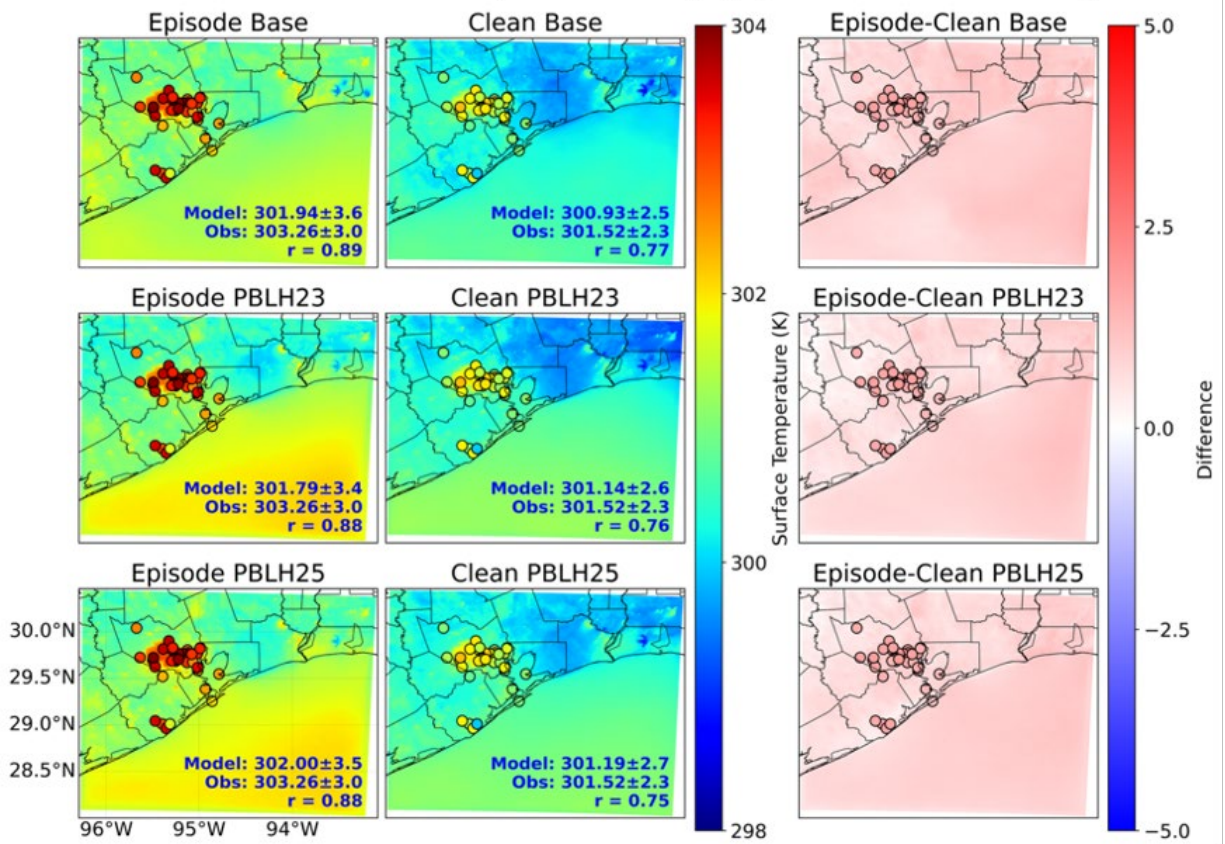 Episode Base
Clean Base
Episode-Clean Base
Model: 301.94±3.6
Obs: 303.26±3.0
r = 0.89
Model: 300.93±2.5
Obs: 301.52±2.3
r = 0.77
Episode PBLH23
Clean PBLH23
Episode-Clean PBLH23
Model: 301.79±3.4
Obs: 303.26±3.0
r = 0.88
Model: 301.14±2.6
Obs: 301.52±2.3
r = 0.76
Episode PBLH25
Clean PBLH25
Episode-Clean PBLH25
30.0°N
29.5°N
29.0°N
28.5°N
96°W
95°W
94°W
Model: 302.00±3.5
Obs: 303.26±3.0
r = 0.88
Model: 301.19±2.7
Obs: 301.52±2.3
r = 0.75
304
302
300
298
Surface Temperature (K)
5.0
2.5
0.0
−2.5
−5.0
Difference